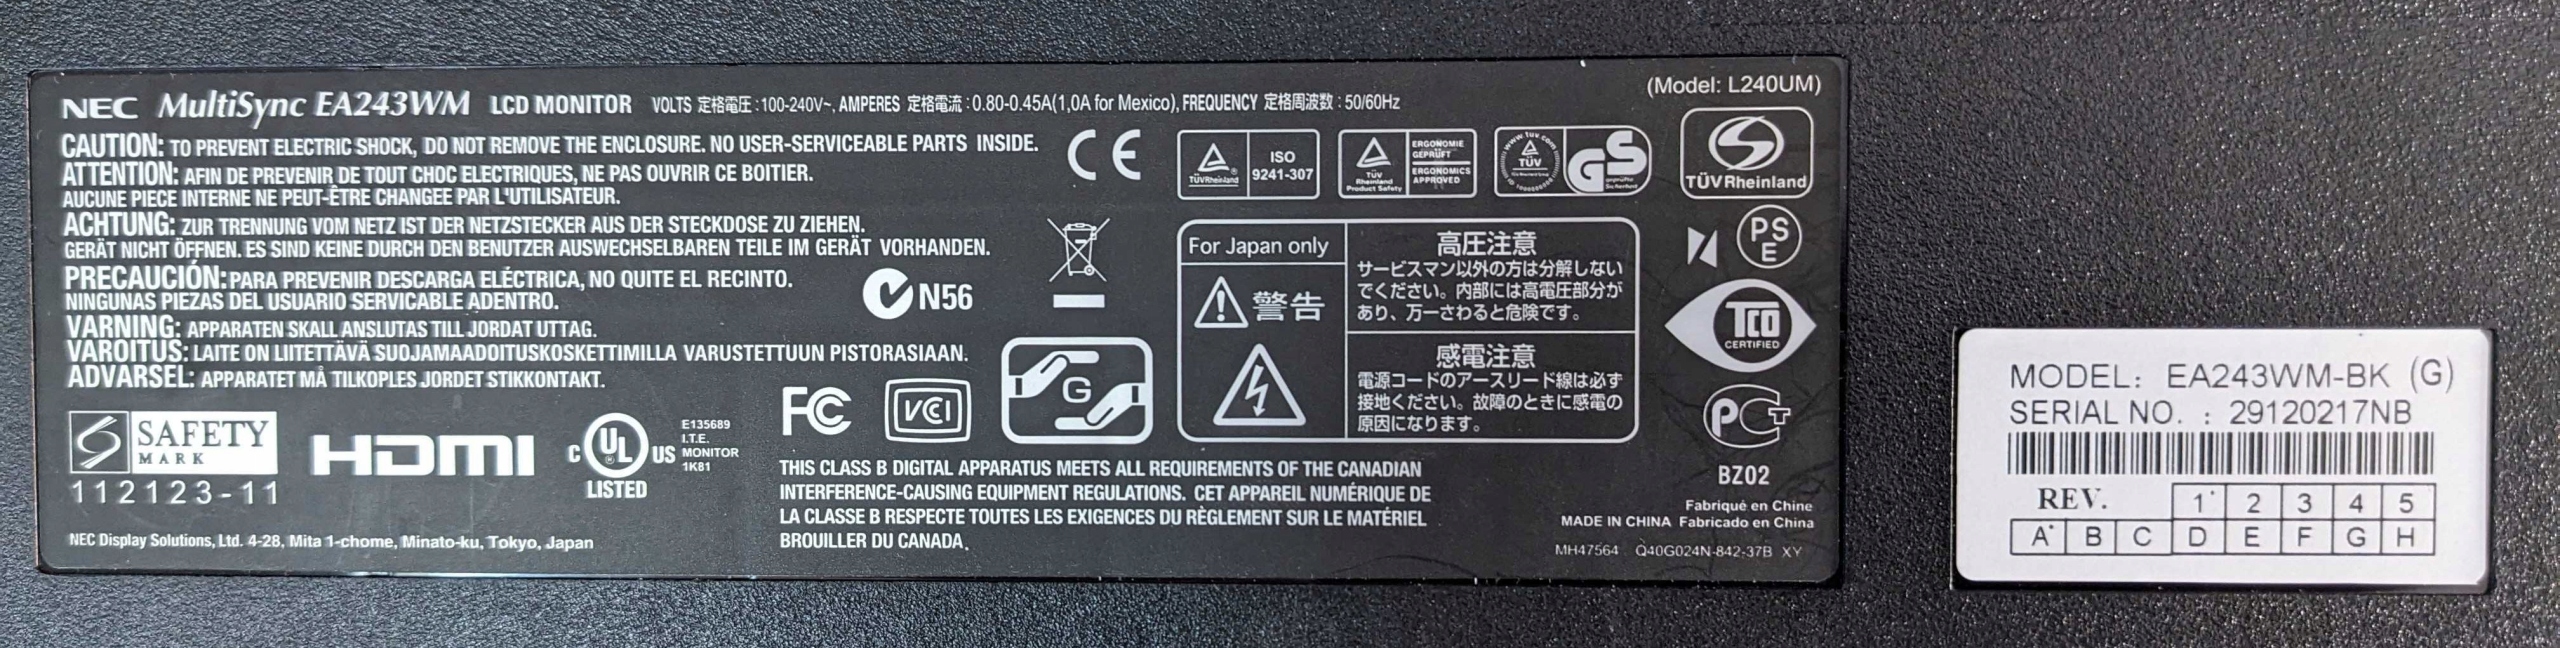 NEC MultiSync EA243WM LCD MONITOR VOLTS 定格電圧:100-240V~, AMPERES 定格電流:0.80-0.45A(1,0A for Mexico), FREQUENCY 定格周波数:50/60Hz
(Model: L240UM)
CAUTION: TO PREVENT ELECTRIC SHOCK, DO NOT REMOVE THE ENCLOSURE. NO USER-SERVICEABLE PARTS INSIDE.
ATTENTION: AFIN DE PREVENIR DE TOUT CHOC ELECTRIQUES, NE PAS OUVRIR CE BOITIER.
AUCUNE PIECE INTERNE NE PEUT-ÊTRE CHANGEE PAR L'UTILISATEUR.
ACHTUNG: ZUR TRENNUNG VOM NETZ IST DER NETZSTECKER AUS DER STECKDOSE ZU ZIEHEN.
GERÄT NICHT ÖFFNEN. ES SIND KEINE DURCH DEN BENUTZER AUSWECHSELBAREN TEILE IM GERÄT VORHANDEN.
PRECAUCIÓN: PARA PREVENIR DESCARGA ELÉCTRICA, NO QUITE EL RECINTO.
NINGUNAS PIEZAS DEL USUARIO SERVICABLE ADENTRO.
VARNING: APPARATEN SKALL ANSLUTAS TILL JORDAT UTTAG.
VAROITUS: LAITE ON LIITETTÄVÄ SUOJAMAADOITUSKOSKETTIMILLA VARUSTETTUUN PISTORASIAAN.
ADVARSEL: APPARATET MÅ TILKOPLES JORDET STIKKONTAKT.
CE
TÜVRheinland
ISO
9241-307
TÜV
Rheinland
Product Safety
ERGONOMIE
GEPRÜFT
ERGONOMICS
APPROVED
www.tuv.com
TÜV
GS
TÜVRheinland
N56
For Japan only
警告
高圧注意
サービスマン以外の方は分解しない
でください。内部には高電圧部分が
あり、万一さわると危険です。
感電注意
電源コードのアースリード線は必ず
接地ください。故障のときに感電の
原因になります。
PS
E
TCO
CERTIFIED
PCT
BZ02
SAFETY
MARK
112123-11
HDMI
C UL US
LISTED
E135689
I.T.E.
MONITOR
1K81
FC
VCI
G
THIS CLASS B DIGITAL APPARATUS MEETS ALL REQUIREMENTS OF THE CANADIAN
INTERFERENCE-CAUSING EQUIPMENT REGULATIONS. CET APPAREIL NUMÉRIQUE DE
LA CLASSE B RESPECTE TOUTES LES EXIGENCES DU RÈGLEMENT SUR LE MATÉRIEL
BROUILLER DU CANADA.
NEC Display Solutions, Ltd. 4-28, Mita 1-chome, Minato-ku, Tokyo, Japan
Fabriqué en Chine
MADE IN CHINA Fabricado en China
MH47564 Q40G024N-842-37B XY
MODEL: EA243WM-BK (G)
SERIAL NO. : 29120217NB
REV. 1* 2 3 4 5
A* B C D E F G H